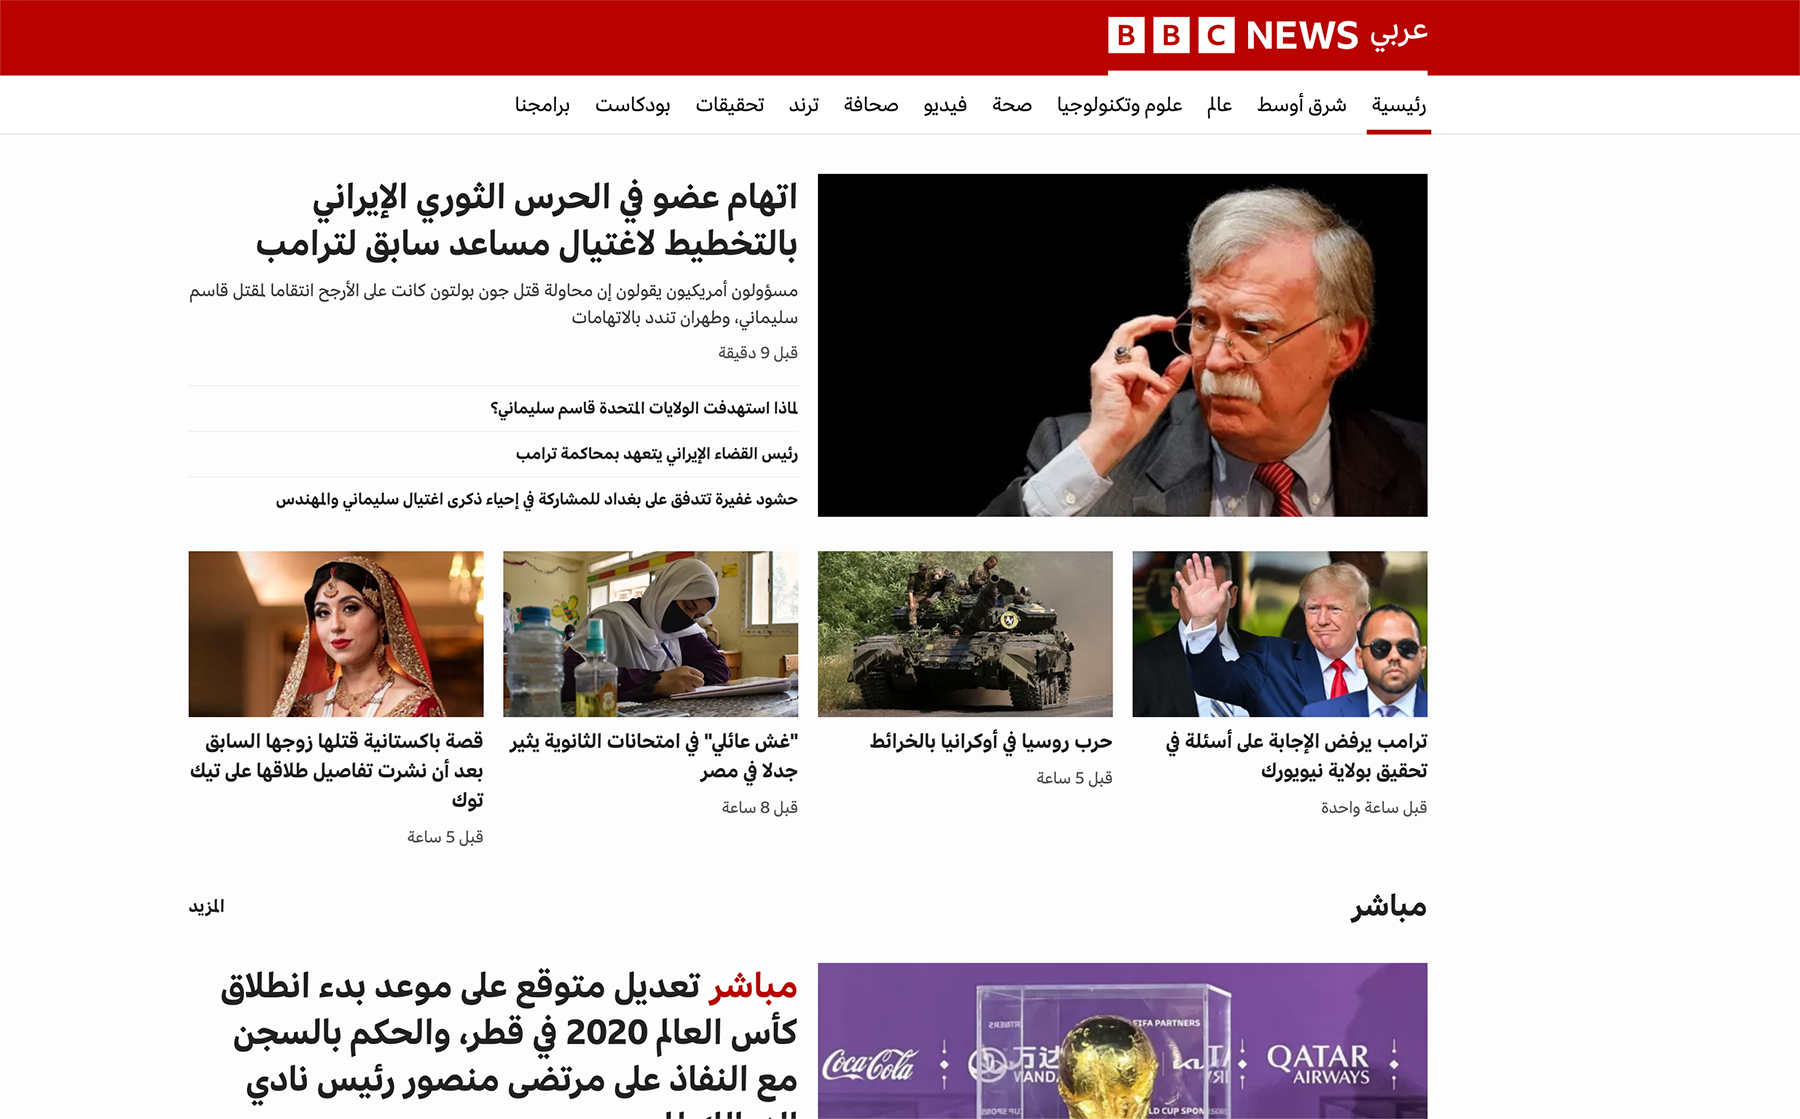 BBC NEWS عربي
رئيسية شرق أوسط عالم علوم وتكنولوجيا صحة فيديو صحافة ترند تحقيقات بودكاست برامجنا
اتهام عضو في الحرس الثوري الإيراني
بالتخطيط لاغتيال مساعد سابق لترامب
مسؤولون أمريكيون يقولون إن محاولة قتل جون بولتون كانت على الأرجح انتقاما لمقتل قاسم
سليماني، وطهران تندد بالاتهامات
قبل 9 دقيقة
لماذا استهدفت الولايات المتحدة قاسم سليماني؟
رئيس القضاء الإيراني يتعهد بمحاكمة ترامب
حشود غفيرة تتدفق على بغداد للمشاركة في إحياء ذكرى اغتيال سليماني والمهندس
ترامب يرفض الإجابة على أسئلة في
تحقيق بولاية نيويورك
قبل ساعة واحدة
حرب روسيا في أوكرانيا بالخرائط
قبل 5 ساعة
"غش عائلي" في امتحانات الثانوية يثير
جدلا في مصر
قبل 8 ساعة
قصة باكستانية قتلها زوجها السابق
بعد أن نشرت تفاصيل طلاقها على تيك
توك
قبل 5 ساعة
مباشر
المزيد
مباشر تعديل متوقع على موعد بدء انطلاق
كأس العالم 2020 في قطر، والحكم بالسجن
مع النفاذ على مرتضى منصور رئيس نادي
FIFA PARTNERS
Coca-Cola
万达
WANDA
QATAR
AIRWAYS